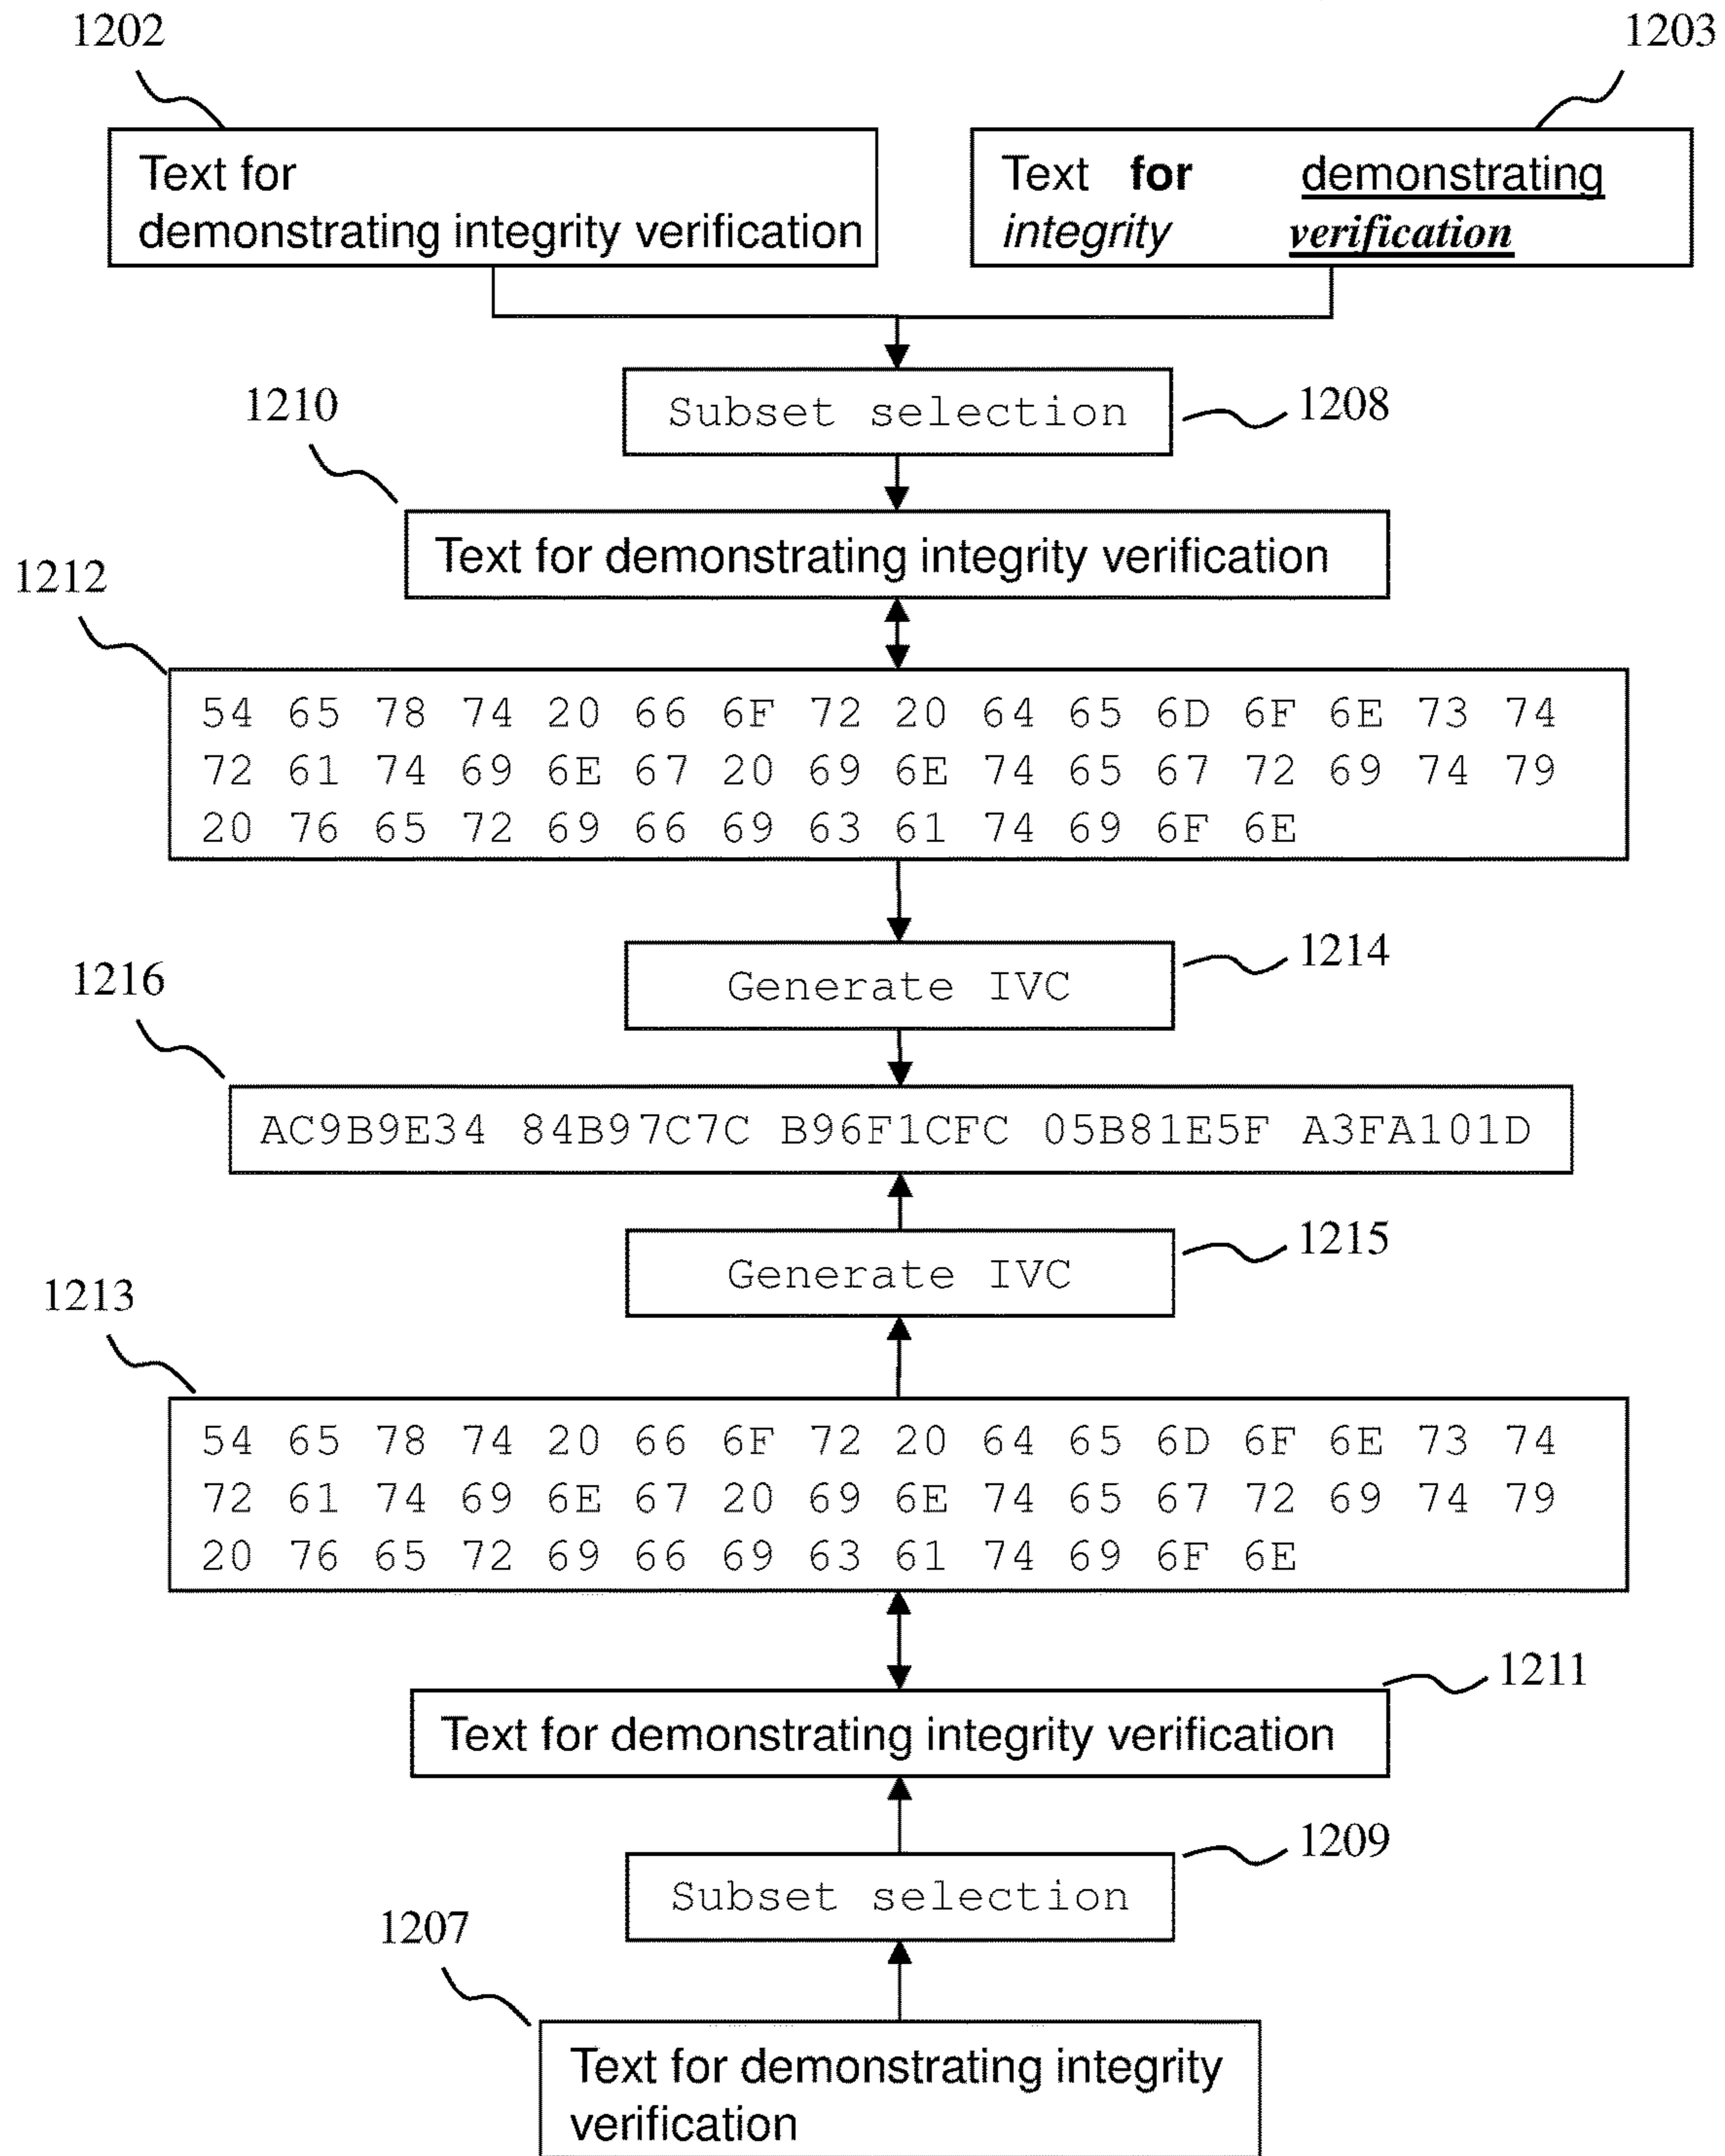 1202
1203
Text for
demonstrating integrity verification
Text for demonstrating
integrity verification
Subset selection
1208
1210
Text for demonstrating integrity verification
1212
54 65 78 74 20 66 6F 72 20 64 65 6D 6F 6E 73 74
72 61 74 69 6E 67 20 69 6E 74 65 67 72 69 74 79
20 76 65 72 69 66 69 63 61 74 69 6F 6E
1214
Generate IVC
1216
AC9B9E34 84B97C7C B96F1CFC 05B81E5F A3FA101D
1215
Generate IVC
1213
54 65 78 74 20 66 6F 72 20 64 65 6D 6F 6E 73 74
72 61 74 69 6E 67 20 69 6E 74 65 67 72 69 74 79
20 76 65 72 69 66 69 63 61 74 69 6F 6E
1211
Text for demonstrating integrity verification
1209
Subset selection
1207
Text for demonstrating integrity
verification